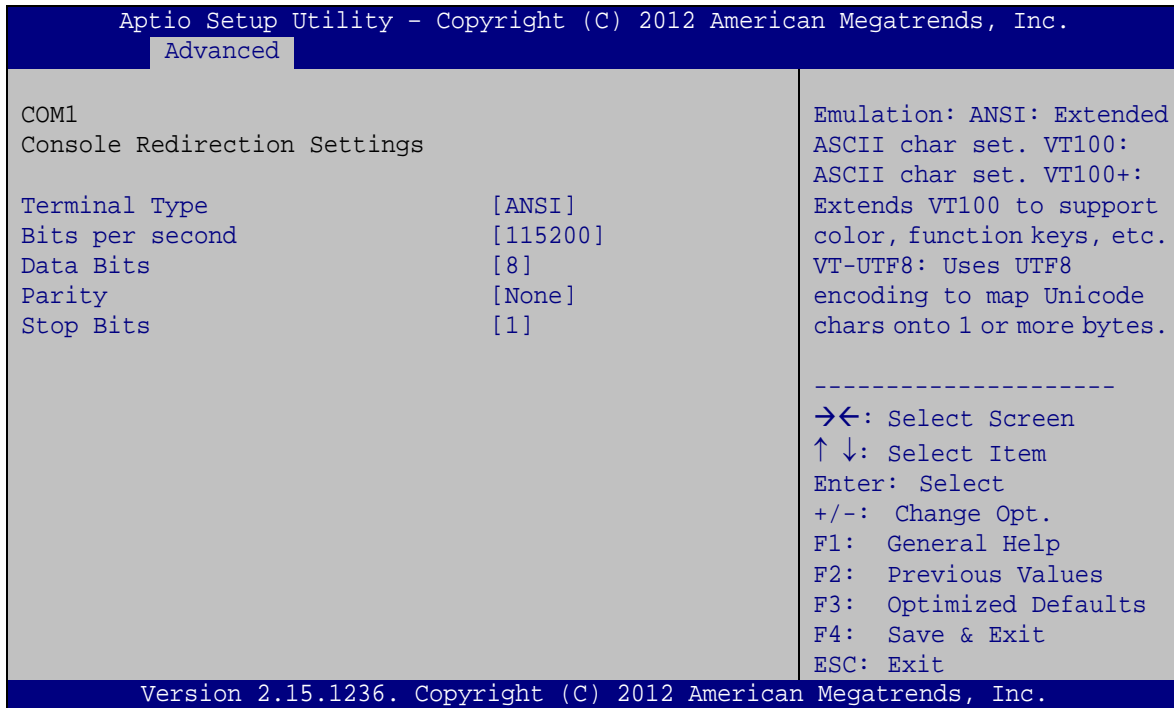 Aptio Setup Utility – Copyright (C) 2012 American Megatrends, Inc.
Advanced
COM1
Console Redirection Settings
Terminal Type [ANSI]
Bits per second [115200]
Data Bits [8]
Parity [None]
Stop Bits [1]
Emulation: ANSI: Extended
ASCII char set. VT100:
ASCII char set. VT100+:
Extends VT100 to support
color, function keys, etc.
VT-UTF8: Uses UTF8
encoding to map Unicode
chars onto 1 or more bytes.
---------------------
→←: Select Screen
↑ ↓: Select Item
Enter: Select
+/-: Change Opt.
F1: General Help
F2: Previous Values
F3: Optimized Defaults
F4: Save & Exit
ESC: Exit
Version 2.15.1236. Copyright (C) 2012 American Megatrends, Inc.